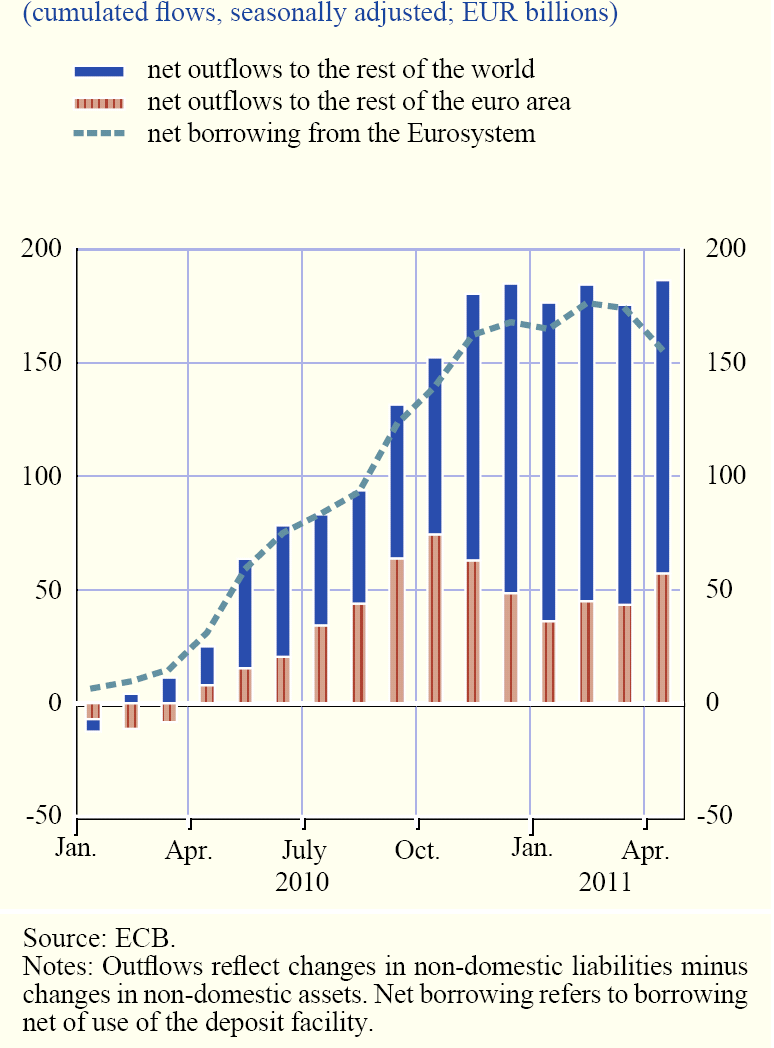 (cumulated flows, seasonally adjusted; EUR billions)
net outflows to the rest of the world
net outflows to the rest of the euro area
net borrowing from the Eurosystem
200 200
150 150
100 100
50 50
0 0
-50 -50
Jan. Apr. July Oct. Jan. Apr.
2010 2011
Source: ECB.
Notes: Outflows reflect changes in non-domestic liabilities minus
changes in non-domestic assets. Net borrowing refers to borrowing
net of use of the deposit facility.